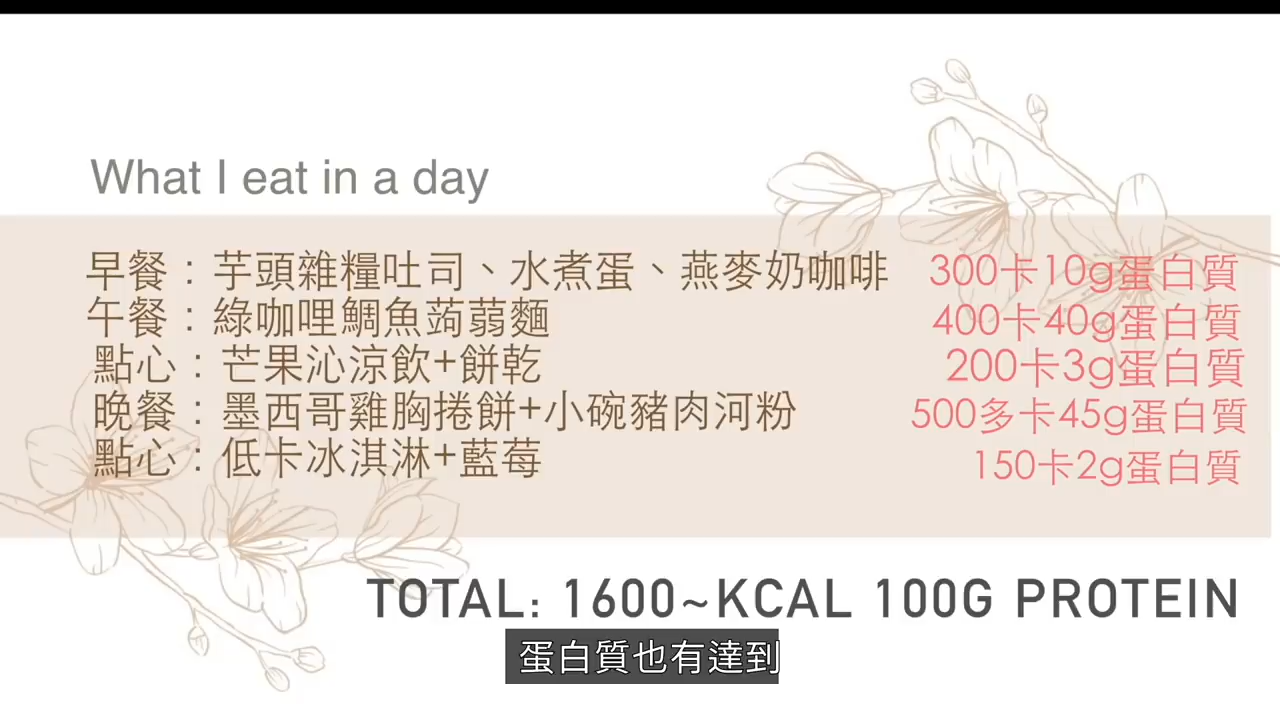 What I eat in a day
早餐：芋頭雜糧吐司、水煮蛋、燕麥奶咖啡 300卡10g蛋白質
午餐：綠咖哩鯛魚蒟蒻麵 400卡40g蛋白質
點心：芒果沁涼飲+餅乾 200卡3g蛋白質
晚餐：墨西哥雞胸捲餅+小碗豬肉河粉 500多卡45g蛋白質
點心：低卡冰淇淋+藍莓 150卡2g蛋白質
TOTAL: 1600~KCAL 100G PROTEIN
蛋白質也有達到